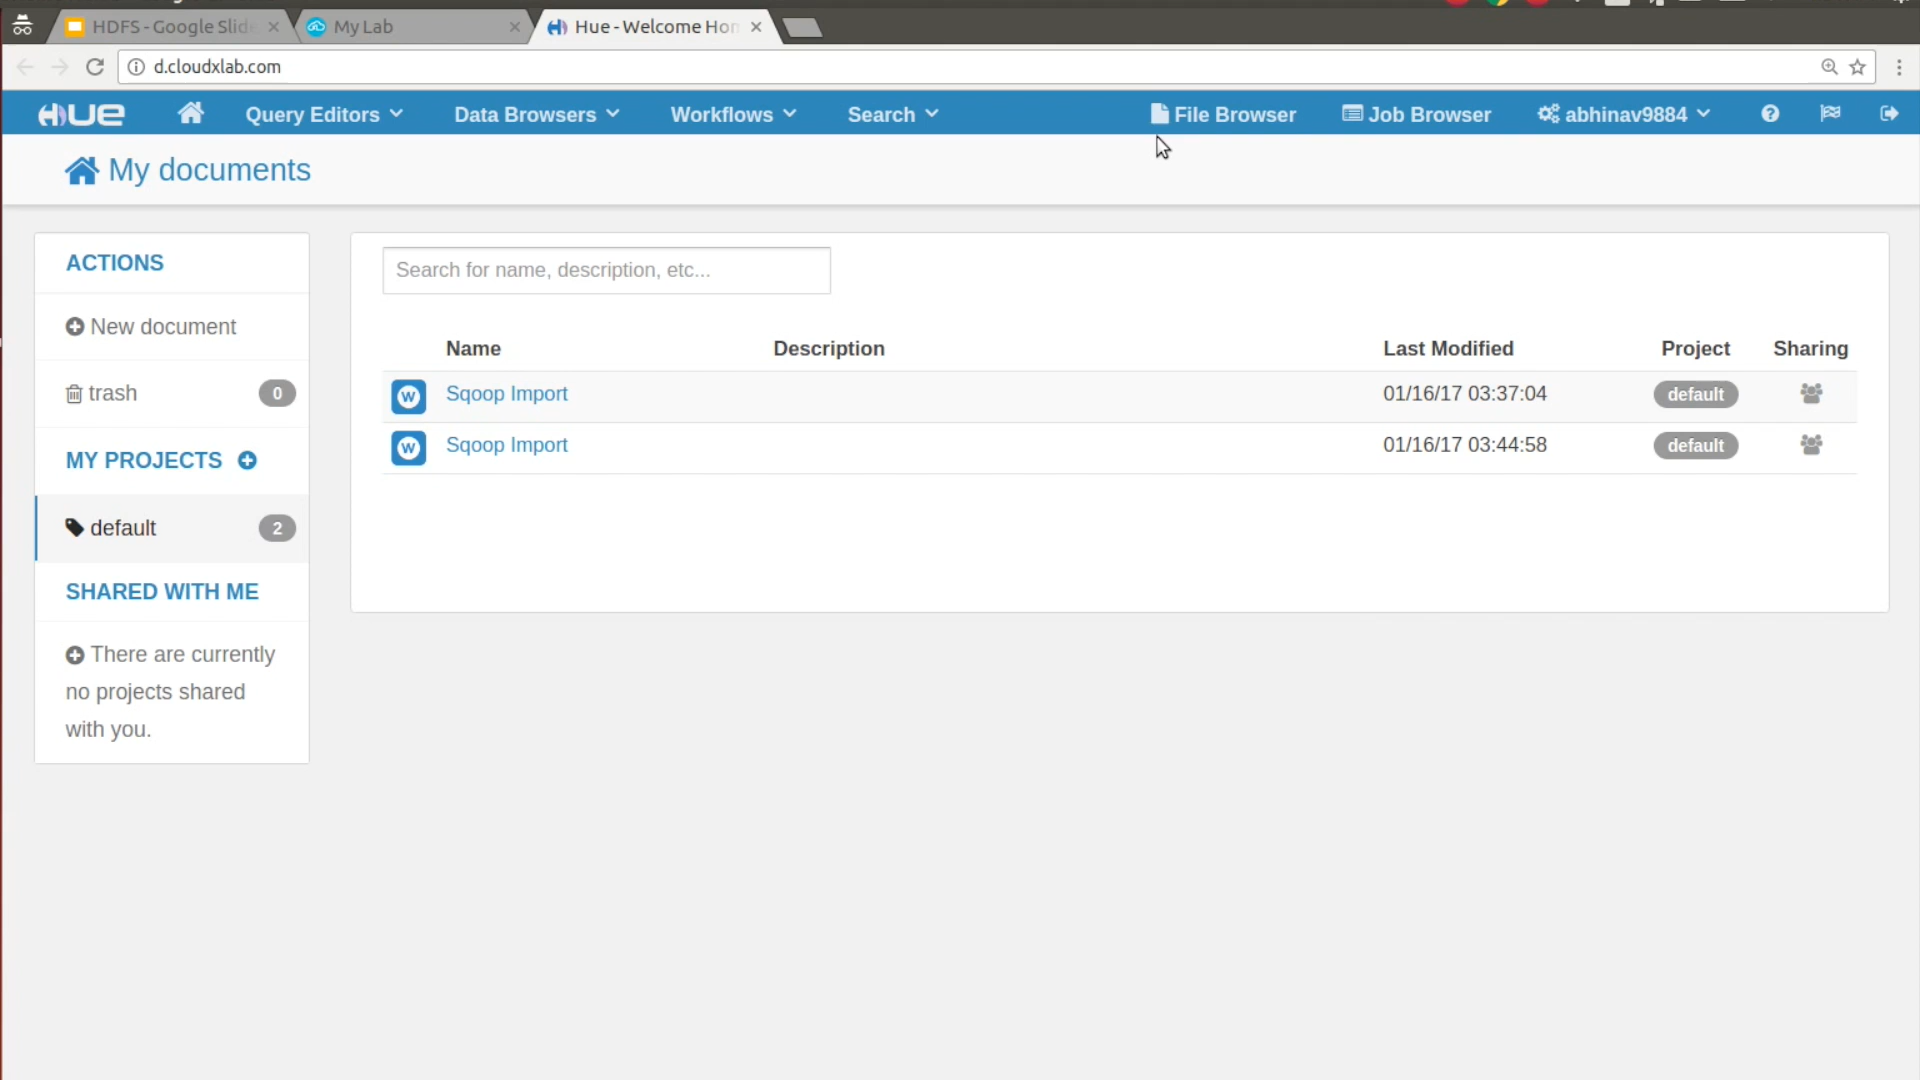 HDFS - Google Slide
My Lab
Hue - Welcome Hom
d.cloudxlab.com
HUE
Query Editors
Data Browsers
Workflows
Search
File Browser
Job Browser
abhinav9884
My documents
ACTIONS
New document
trash
0
MY PROJECTS
default
2
SHARED WITH ME
There are currently
no projects shared
with you.
Search for name, description, etc...
Name Description Last Modified Project Sharing
Sqoop Import 01/16/17 03:37:04 default
Sqoop Import 01/16/17 03:44:58 default